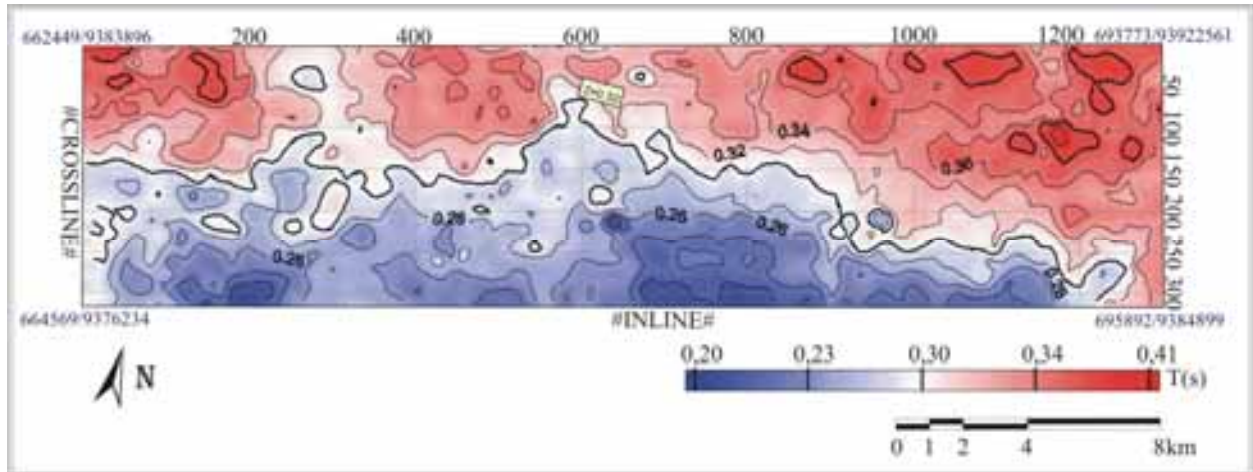 662449/9383896 200 400 600 800 1000 1200 693773/93922561
#CROSSLINE#
50 100 150 200 250 300
0.34
0.32
0.36
0.28 0.26 0.26
0.26
0.28
664569/9376234 #INLINE# 695892/9384899
N
0,20 0,23 0,30 0,34 0,41
T(s)
0 1 2 4 8km